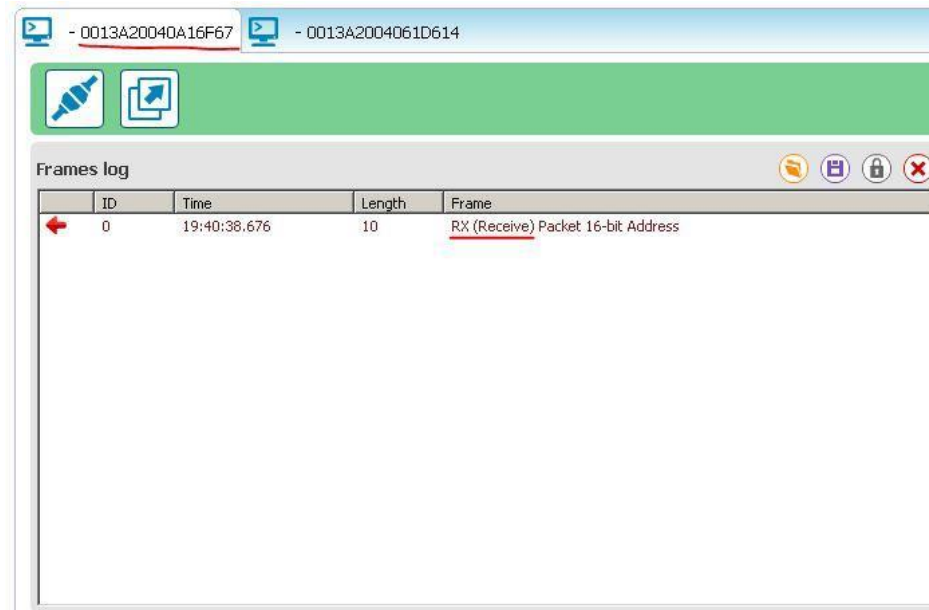 - 0013A20040A16F67 - 0013A2004061D614
Frames log
ID Time Length Frame
0 19:40:38.676 10 RX (Receive) Packet 16-bit Address